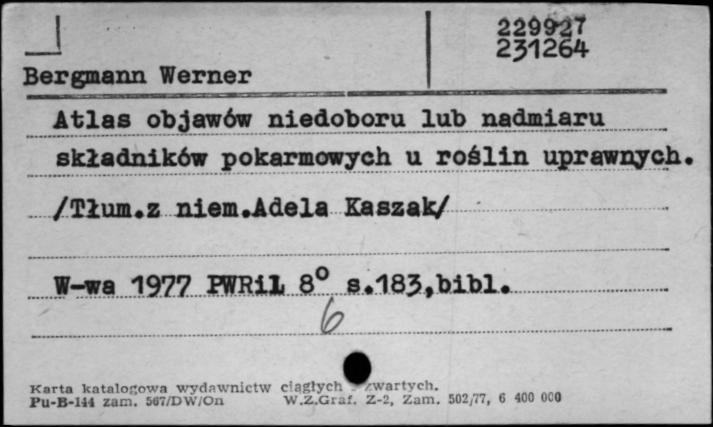 229927
231264
Bergmann Werner
Atlas objawów niedoboru lub nadmiaru
składników pokarmowych u roślin uprawnych.
/Tłum.z niem.Adela Kaszak/
W-wa 1977 PWRiL 8° s.183,bibl.
6
Karta katalogowa wydawnictw ciągłych zwartych.
Pu-B-144 zam. 567/DW/On W.Z.Graf. Z-2, Zam. 502/77, 6 400 000